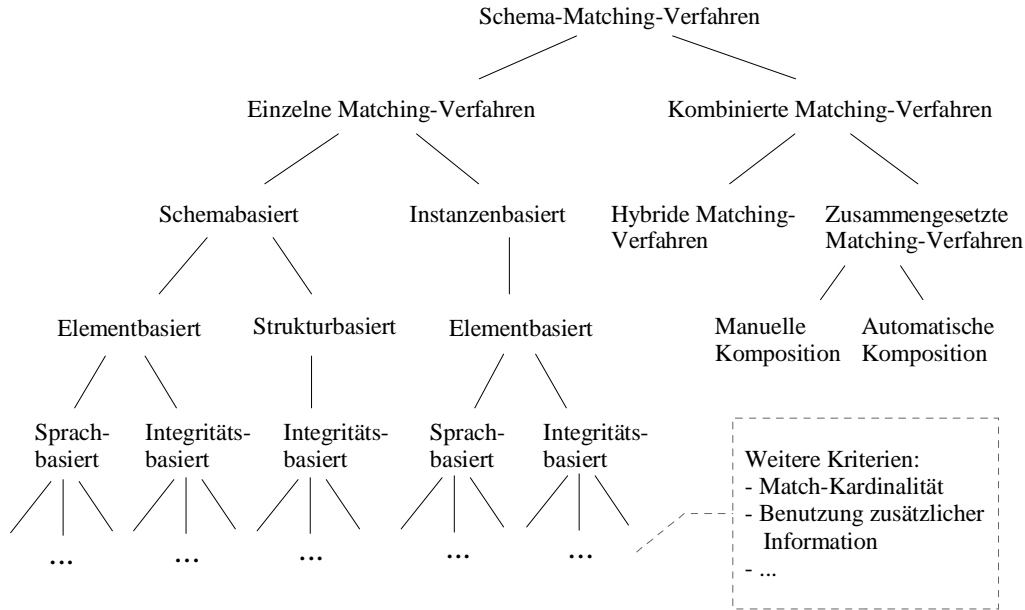 Schema-Matching-Verfahren
Einzelne Matching-Verfahren
Kombinierte Matching-Verfahren
Schemabasiert
Instanzenbasiert
Hybride Matching-
Verfahren
Zusammengesetzte
Matching-Verfahren
Elementbasiert
Strukturbasiert
Elementbasiert
Manuelle
Komposition
Automatische
Komposition
Sprach-
basiert
Integritäts-
basiert
Integritäts-
basiert
Sprach-
basiert
Integritäts-
basiert
...
...
...
...
...
Weitere Kriterien:
- Match-Kardinalität
- Benutzung zusätzlicher
Information
- ...